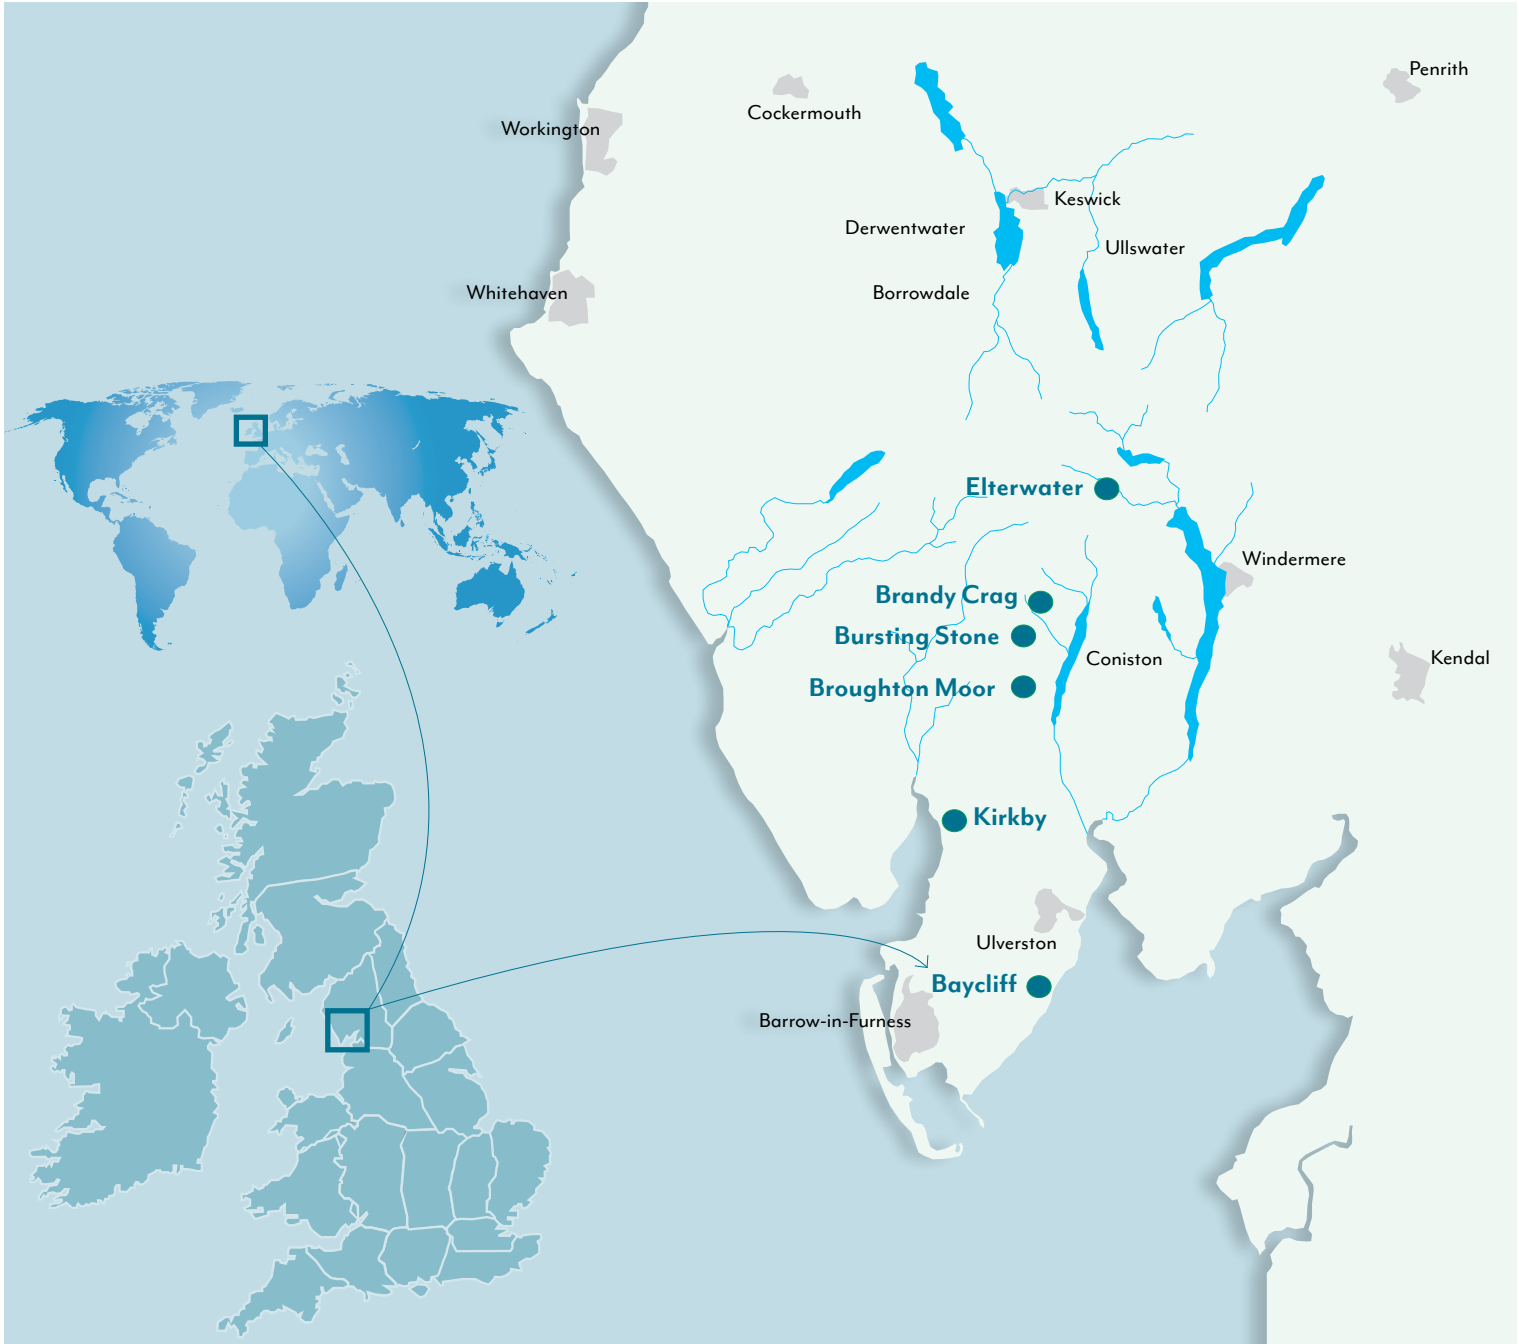 Penrith
Cockermouth
Workington
Keswick
Derwentwater
Ullswater
Whitehaven
Borrowdale
Elterwater
Windermere
Brandy Crag
Bursting Stone
Coniston
Kendal
Broughton Moor
Kirkby
Ulverston
Baycliff
Barrow-in-Furness